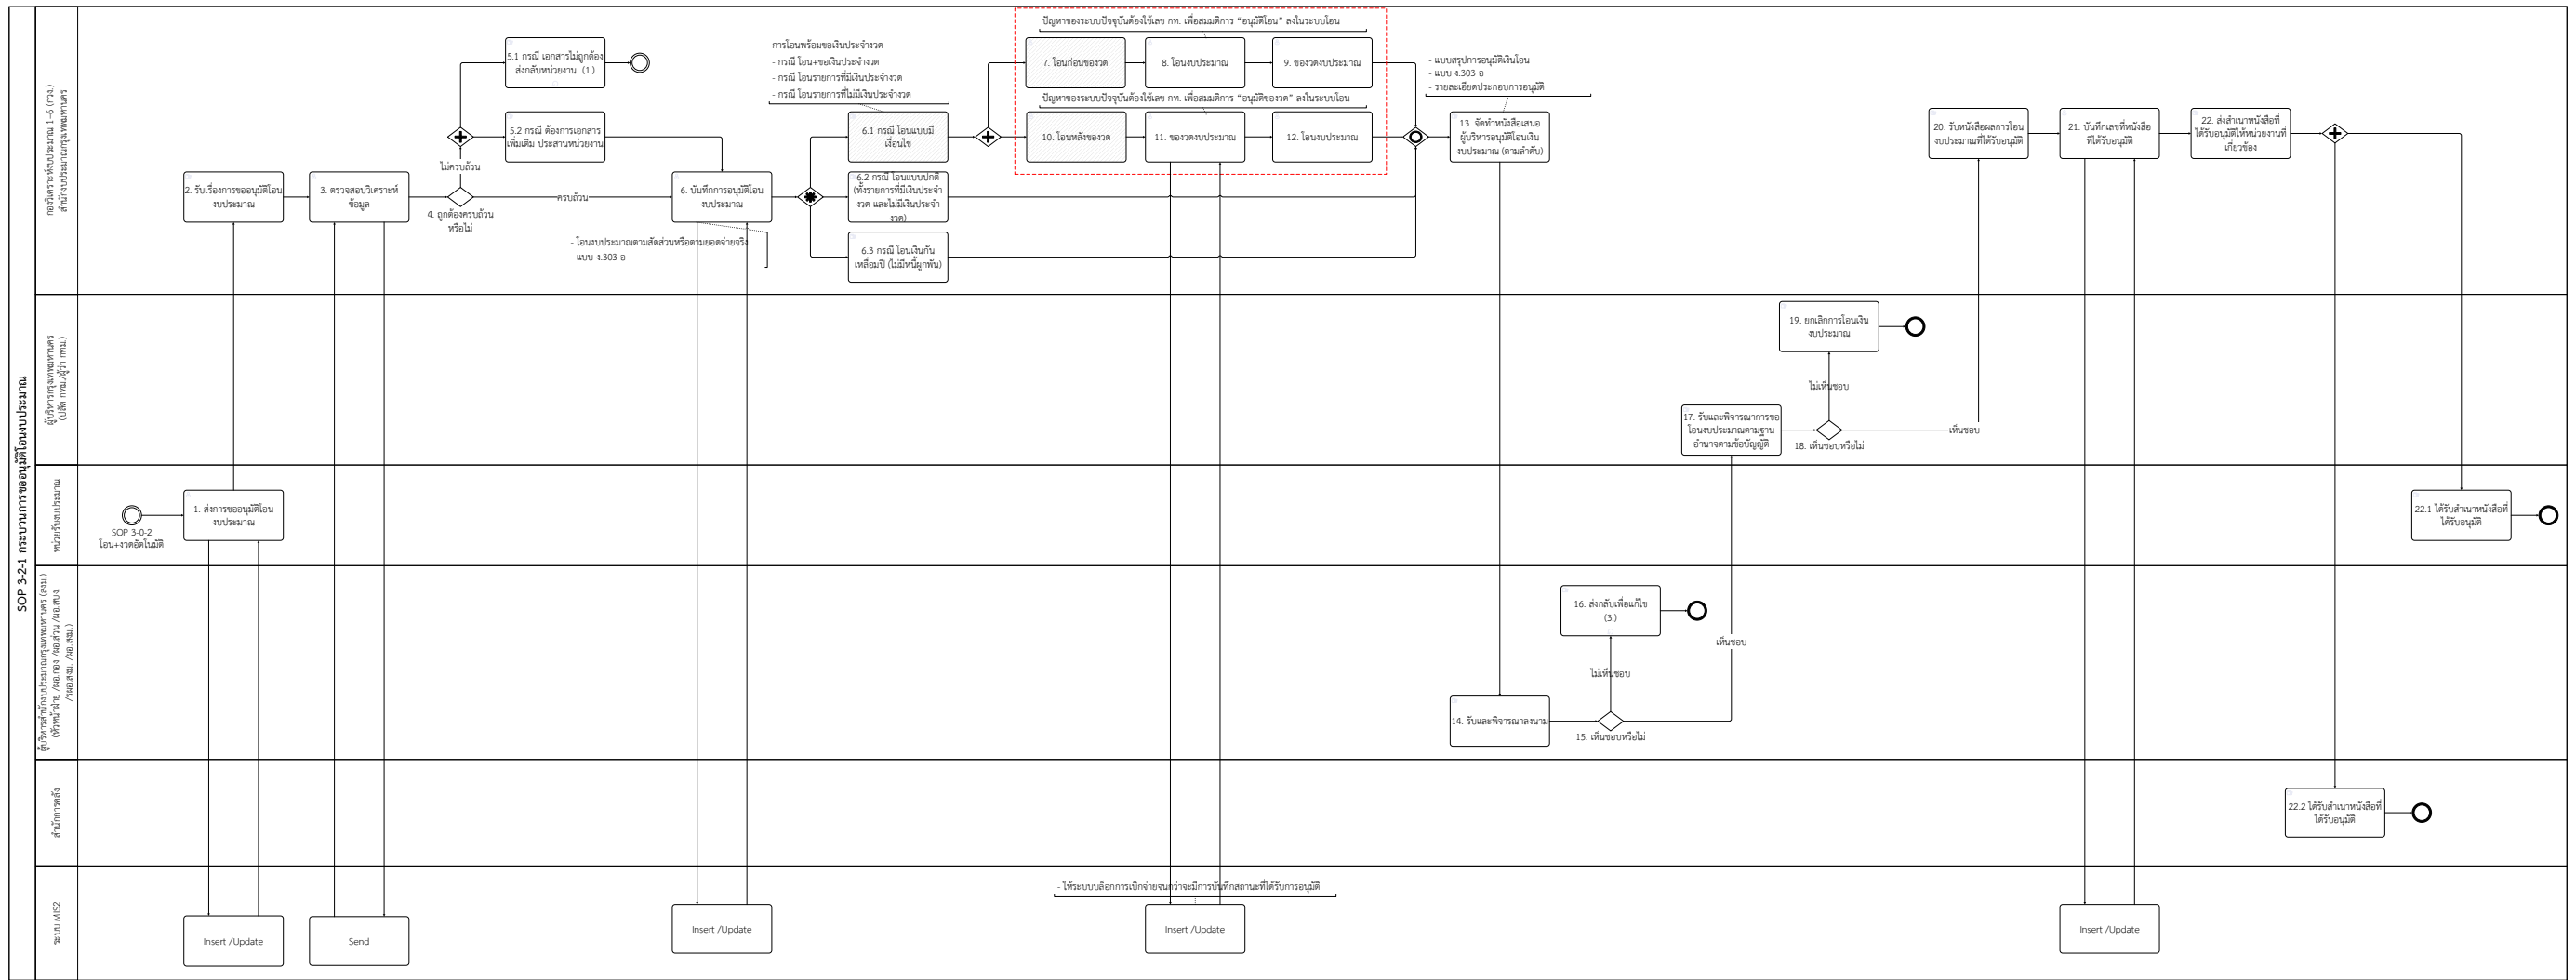 SOP 3-2-1 กระบวนการขออนุมัติโอนงบประมาณ
กองวิเคราะห์งบประมาณ 1-6 (กวง.)
สำนักงบประมาณกรุงเทพมหานคร
2. รับเรื่องการขออนุมัติโอน
งบประมาณ
3. ตรวจสอบวิเคราะห์
ข้อมูล
4. ถูกต้องครบถ้วน
หรือไม่
ไม่ครบถ้วน
ครบถ้วน
5.1 กรณี เอกสารไม่ถูกต้อง
ส่งกลับหน่วยงาน (1.)
5.2 กรณี ต้องการเอกสาร
เพิ่มเติม ประสานหน่วยงาน
6. บันทึกการอนุมัติโอน
งบประมาณ
- โอนงบประมาณตามสัดส่วนหรือตามยอดจ่ายจริง
- แบบ ง.303 อ
การโอนพร้อมขอเงินประจำงวด
- กรณี โอน+ขอเงินประจำงวด
- กรณี โอนรายการที่มีเงินประจำงวด
- กรณี โอนรายการที่ไม่มีเงินประจำงวด
6.1 กรณี โอนแบบมี
เงื่อนไข
6.2 กรณี โอนแบบปกติ
(ทั้งรายการที่มีเงินประจำ
งวด และไม่มีเงินประจำ
งวด)
6.3 กรณี โอนเงินกัน
เหลื่อมปี (ไม่มีหนี้ผูกพัน)
ปัญหาของระบบปัจจุบันต้องใช้เลข กท. เพื่อสมมติการ "อนุมัติโอน" ลงในระบบโอน
7. โอนก่อนของวด
8. โอนงบประมาณ
9. ของวดงบประมาณ
ปัญหาของระบบปัจจุบันต้องใช้เลข กท. เพื่อสมมติการ "อนุมัติของวด" ลงในระบบโอน
10. โอนหลังของวด
11. ของวดงบประมาณ
12. โอนงบประมาณ
- แบบสรุปการอนุมัติเงินโอน
- แบบ ง.303 อ
- รายละเอียดประกอบการอนุมัติ
13. จัดทำหนังสือเสนอ
ผู้บริหารอนุมัติโอนเงิน
งบประมาณ (ตามลำดับ)
20. รับหนังสือผลการโอน
งบประมาณที่ได้รับอนุมัติ
21. บันทึกเลขที่หนังสือ
ที่ได้รับอนุมัติ
22. ส่งสำเนาหนังสือที่
ได้รับอนุมัติให้หน่วยงานที่
เกี่ยวข้อง
ผู้บริหารกรุงเทพมหานคร
(ปลัด กทม./ผู้ว่า กทม.)
17. รับและพิจารณาการขอ
โอนงบประมาณตามฐาน
อำนาจตามข้อบัญญัติ
18. เห็นชอบหรือไม่
ไม่เห็นชอบ
เห็นชอบ
19. ยกเลิกการโอนเงิน
งบประมาณ
หน่วยรับงบประมาณ
SOP 3-0-2
โอน+งวดอัตโนมัติ
1. ส่งการขออนุมัติโอน
งบประมาณ
22.1 ได้รับสำเนาหนังสือที่
ได้รับอนุมัติ
ผู้บริหารสำนักงบประมาณกรุงเทพมหานคร (สงม.)
(หัวหน้าฝ่าย /ผอ.กอง /ผอ.ส่วน /ผอ.สบง.
/รผอ.สงม. /ผอ.สงม.)
14. รับและพิจารณาลงนาม
15. เห็นชอบหรือไม่
ไม่เห็นชอบ
เห็นชอบ
16. ส่งกลับเพื่อแก้ไข
(3.)
สำนักการคลัง
22.2 ได้รับสำเนาหนังสือที่
ได้รับอนุมัติ
ระบบ MIS2
Insert /Update
Send
Insert /Update
- ให้ระบบบล็อกการเบิกจ่ายจนกว่าจะมีการบันทึกสถานะที่ได้รับการอนุมัติ
Insert /Update
Insert /Update